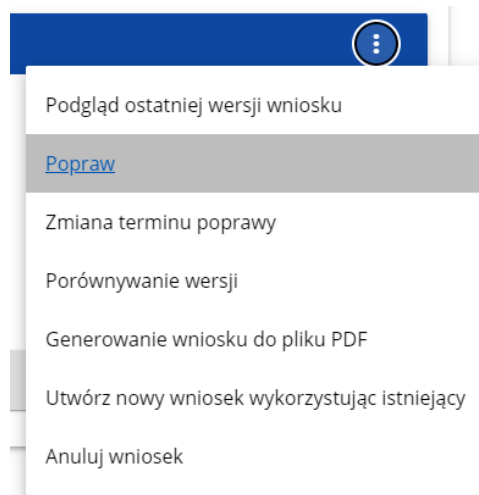 Podgląd ostatniej wersji wniosku
Popraw
Zmiana terminu poprawy
Porównywanie wersji
Generowanie wniosku do pliku PDF
Utwórz nowy wniosek wykorzystując istniejący
Anuluj wniosek